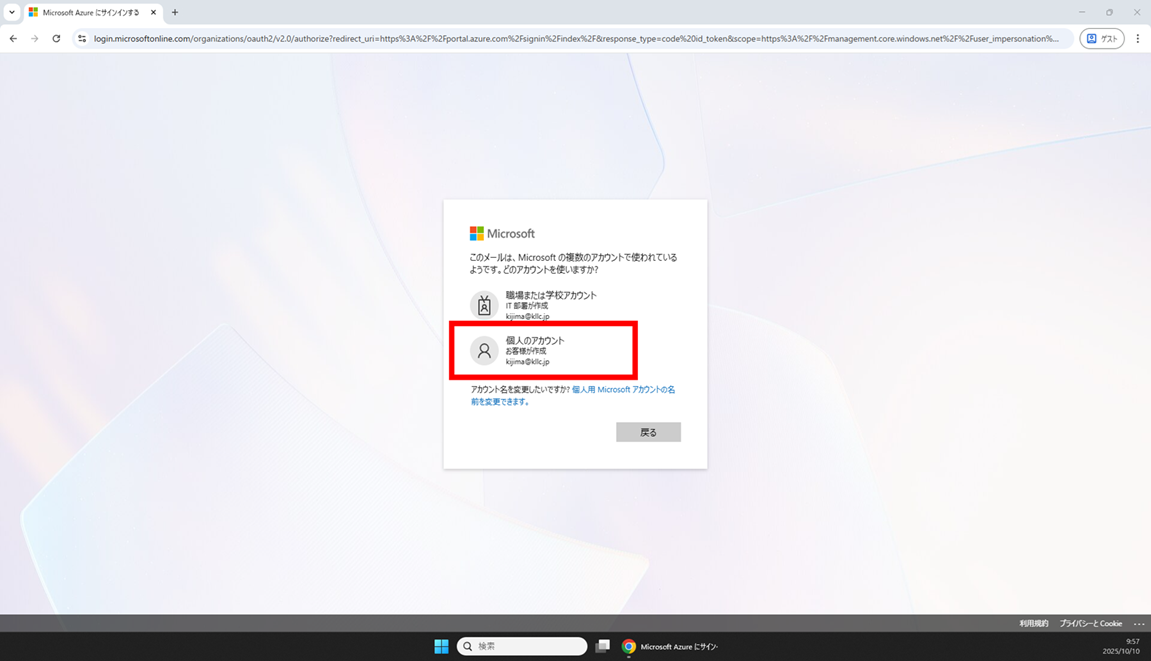 Microsoft Azure にサインインする
login.microsoftonline.com/organizations/oauth2/v2.0/authorize?redirect_uri=https%3A%2F%2Fportal.azure.com%2Fsignin%2Findex%2F&response_type=code%20id_token&scope=https%3A%2F%2Fmanagement.core.windows.net%2F%2Fuser_impersonation%...
ゲスト
Microsoft
このメールは、Microsoft の複数のアカウントで使われている
ようです。どのアカウントを使いますか?
職場または学校アカウント
IT 部署が作成
kijima@kllc.jp
個人のアカウント
お客様が作成
kijima@kllc.jp
アカウント名を変更したいですか? 個人用 Microsoft アカウントの名
前を変更できます。
戻る
利用規約 プライバシーと Cookie ...
検索
Microsoft Azure にサイン-
9:57
2025/10/10